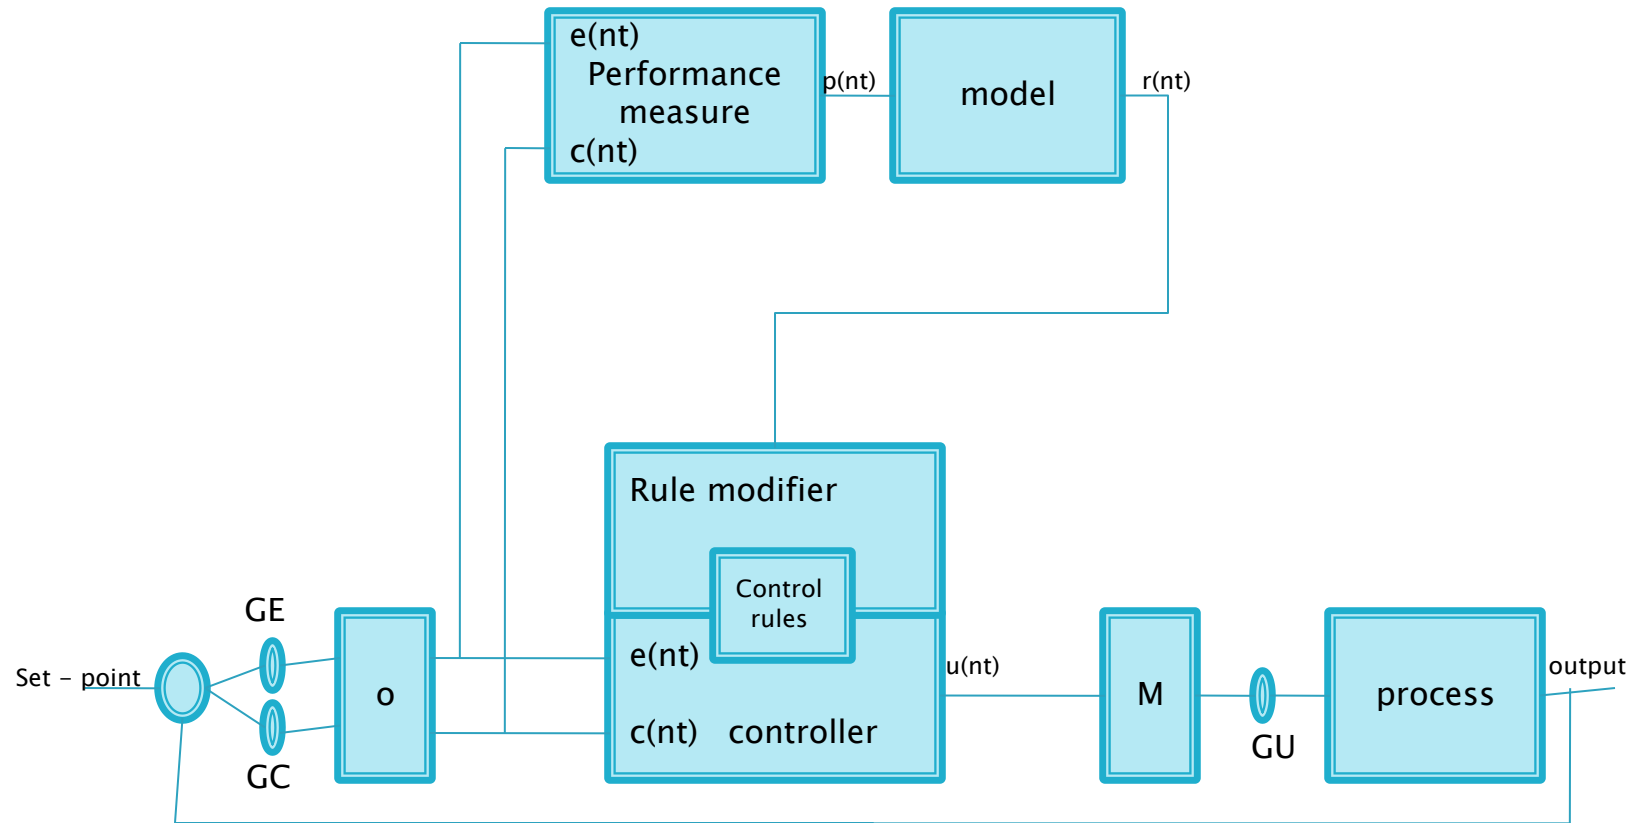 e(nt)
Performance
measure
c(nt)
p(nt)
model
r(nt)
Rule modifier
Control
rules
GE
e(nt)
u(nt)
Set – point
o
M
process
output
c(nt) controller
GU
GC